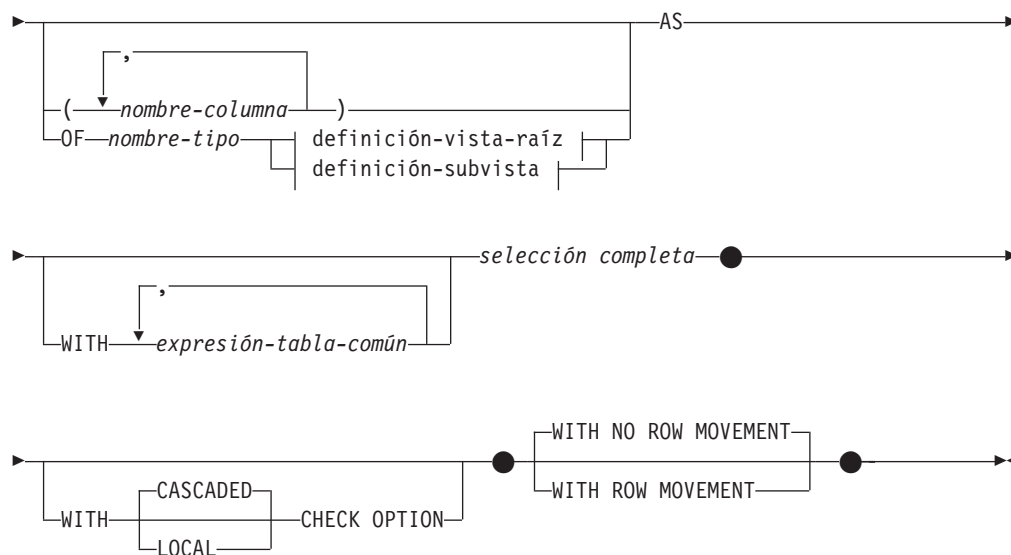 AS
,
( nombre-columna )
OF nombre-tipo definición-vista-raíz
definición-subvista
selección completa
,
WITH expresión-tabla-común
WITH NO ROW MOVEMENT
WITH ROW MOVEMENT
CASCADED
WITH CHECK OPTION
LOCAL